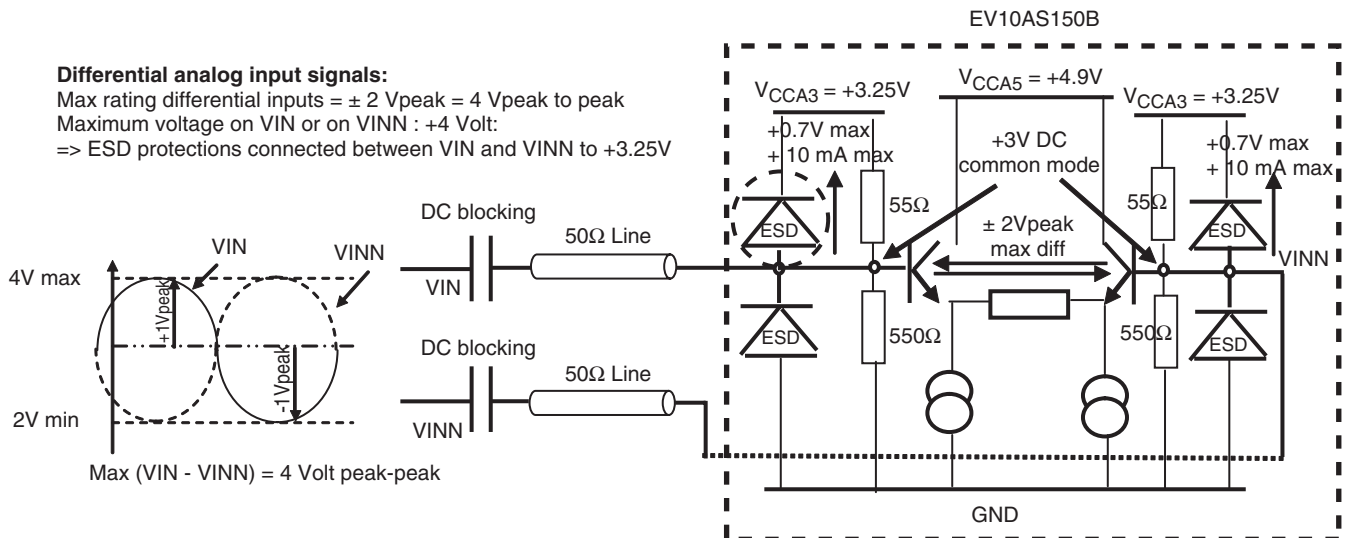 EV10AS150B
Differential analog input signals:
Max rating differential inputs = ± 2 Vpeak = 4 Vpeak to peak
Maximum voltage on VIN or on VINN : +4 Volt:
=> ESD protections connected between VIN and VINN to +3.25V
VCCA3 = +3.25V
VCCA5 = +4.9V
VCCA3 = +3.25V
+0.7V max
+ 10 mA max
+3V DC
common mode
+0.7V max
+ 10 mA max
DC blocking
50Ω Line
VIN
ESD
55Ω
± 2Vpeak
max diff
55Ω
ESD
VINN
VIN
VINN
4V max
+1Vpeak
-1Vpeak
2V min
ESD
550Ω
550Ω
ESD
DC blocking
50Ω Line
VINN
Max (VIN - VINN) = 4 Volt peak-peak
GND